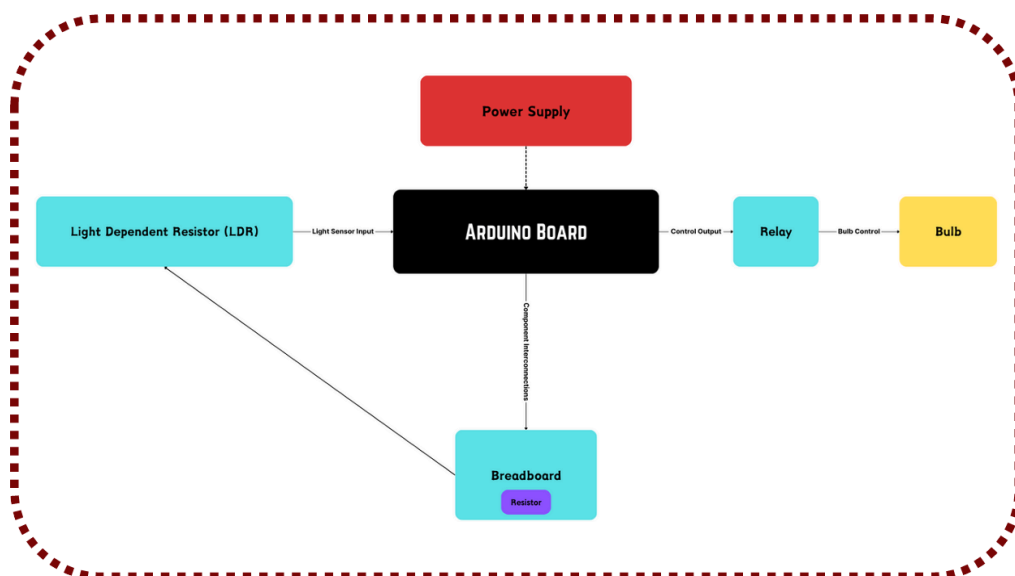 Power Supply
Light Dependent Resistor (LDR)
Light Sensor Input
ARDUINO BOARD
Control Output
Relay
Bulb Control
Bulb
Component Interconnections
Breadboard
Resistor